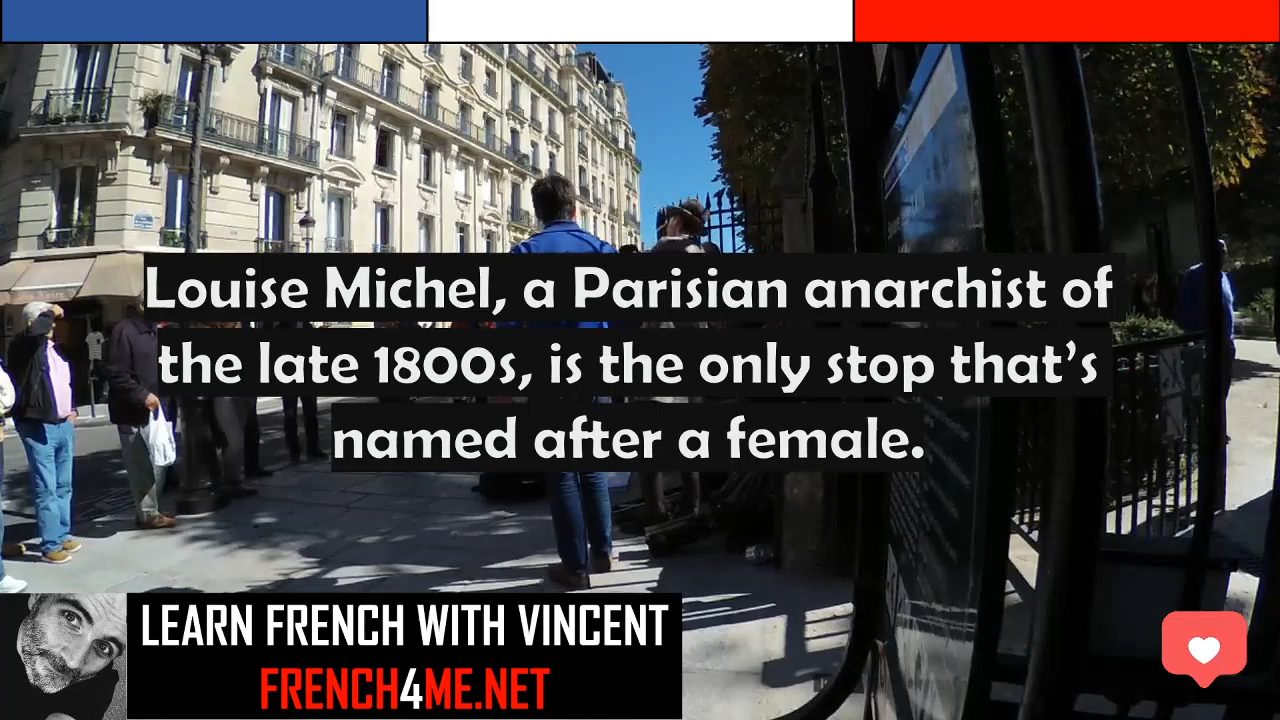 Louise Michel, a Parisian anarchist of
the late 1800s, is the only stop that's
named after a female.
LEARN FRENCH WITH VINCENT
FRENCH4ME.NET